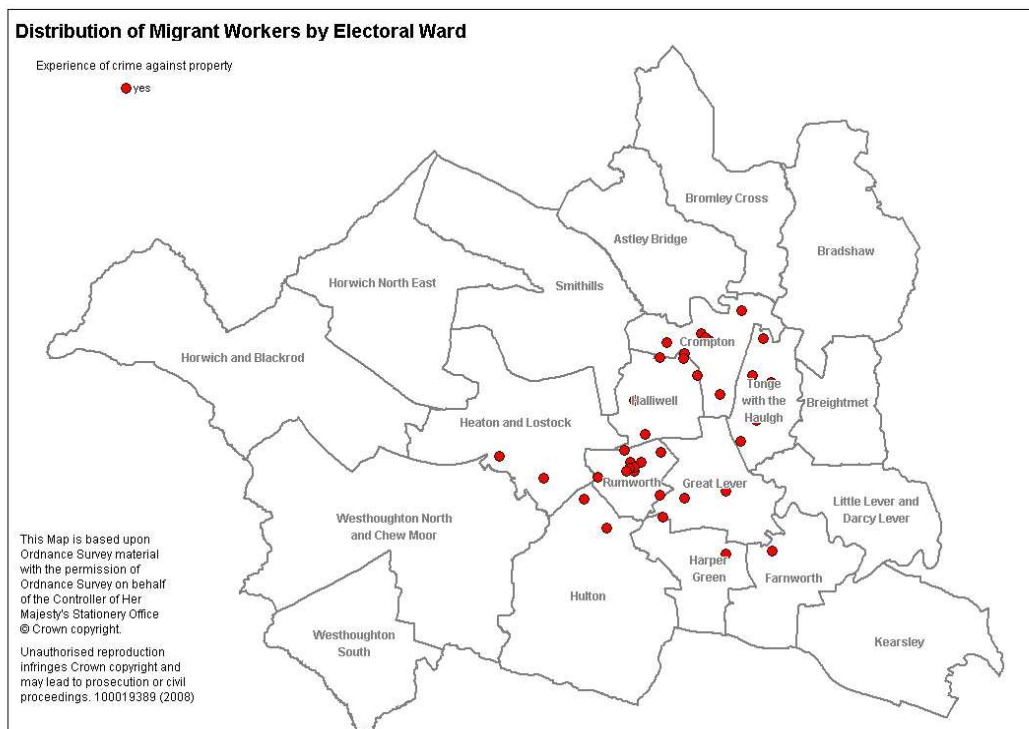 Distribution of Migrant Workers by Electoral Ward
Experience of crime against property
yes
Bromley Cross
Astley Bridge
Bradshaw
Horwich North East
Smithills
Crompton
Horwich and Blackrod
Tonge
with the
Haulgh
Halliwell
Breightmet
Heaton and Lostock
Rumworth
Great Lever
Little Lever and
Darcy Lever
Westhoughton North
and Chew Moor
Harper
Green
Farnworth
Hulton
Westhoughton
South
Kearsley
This Map is based upon
Ordnance Survey material
with the permission of
Ordnance Survey on behalf
of the Controller of Her
Majesty's Stationery Office
© Crown copyright.
Unauthorised reproduction
infringes Crown copyright and
may lead to prosecution or civil
proceedings. 100019389 (2008)